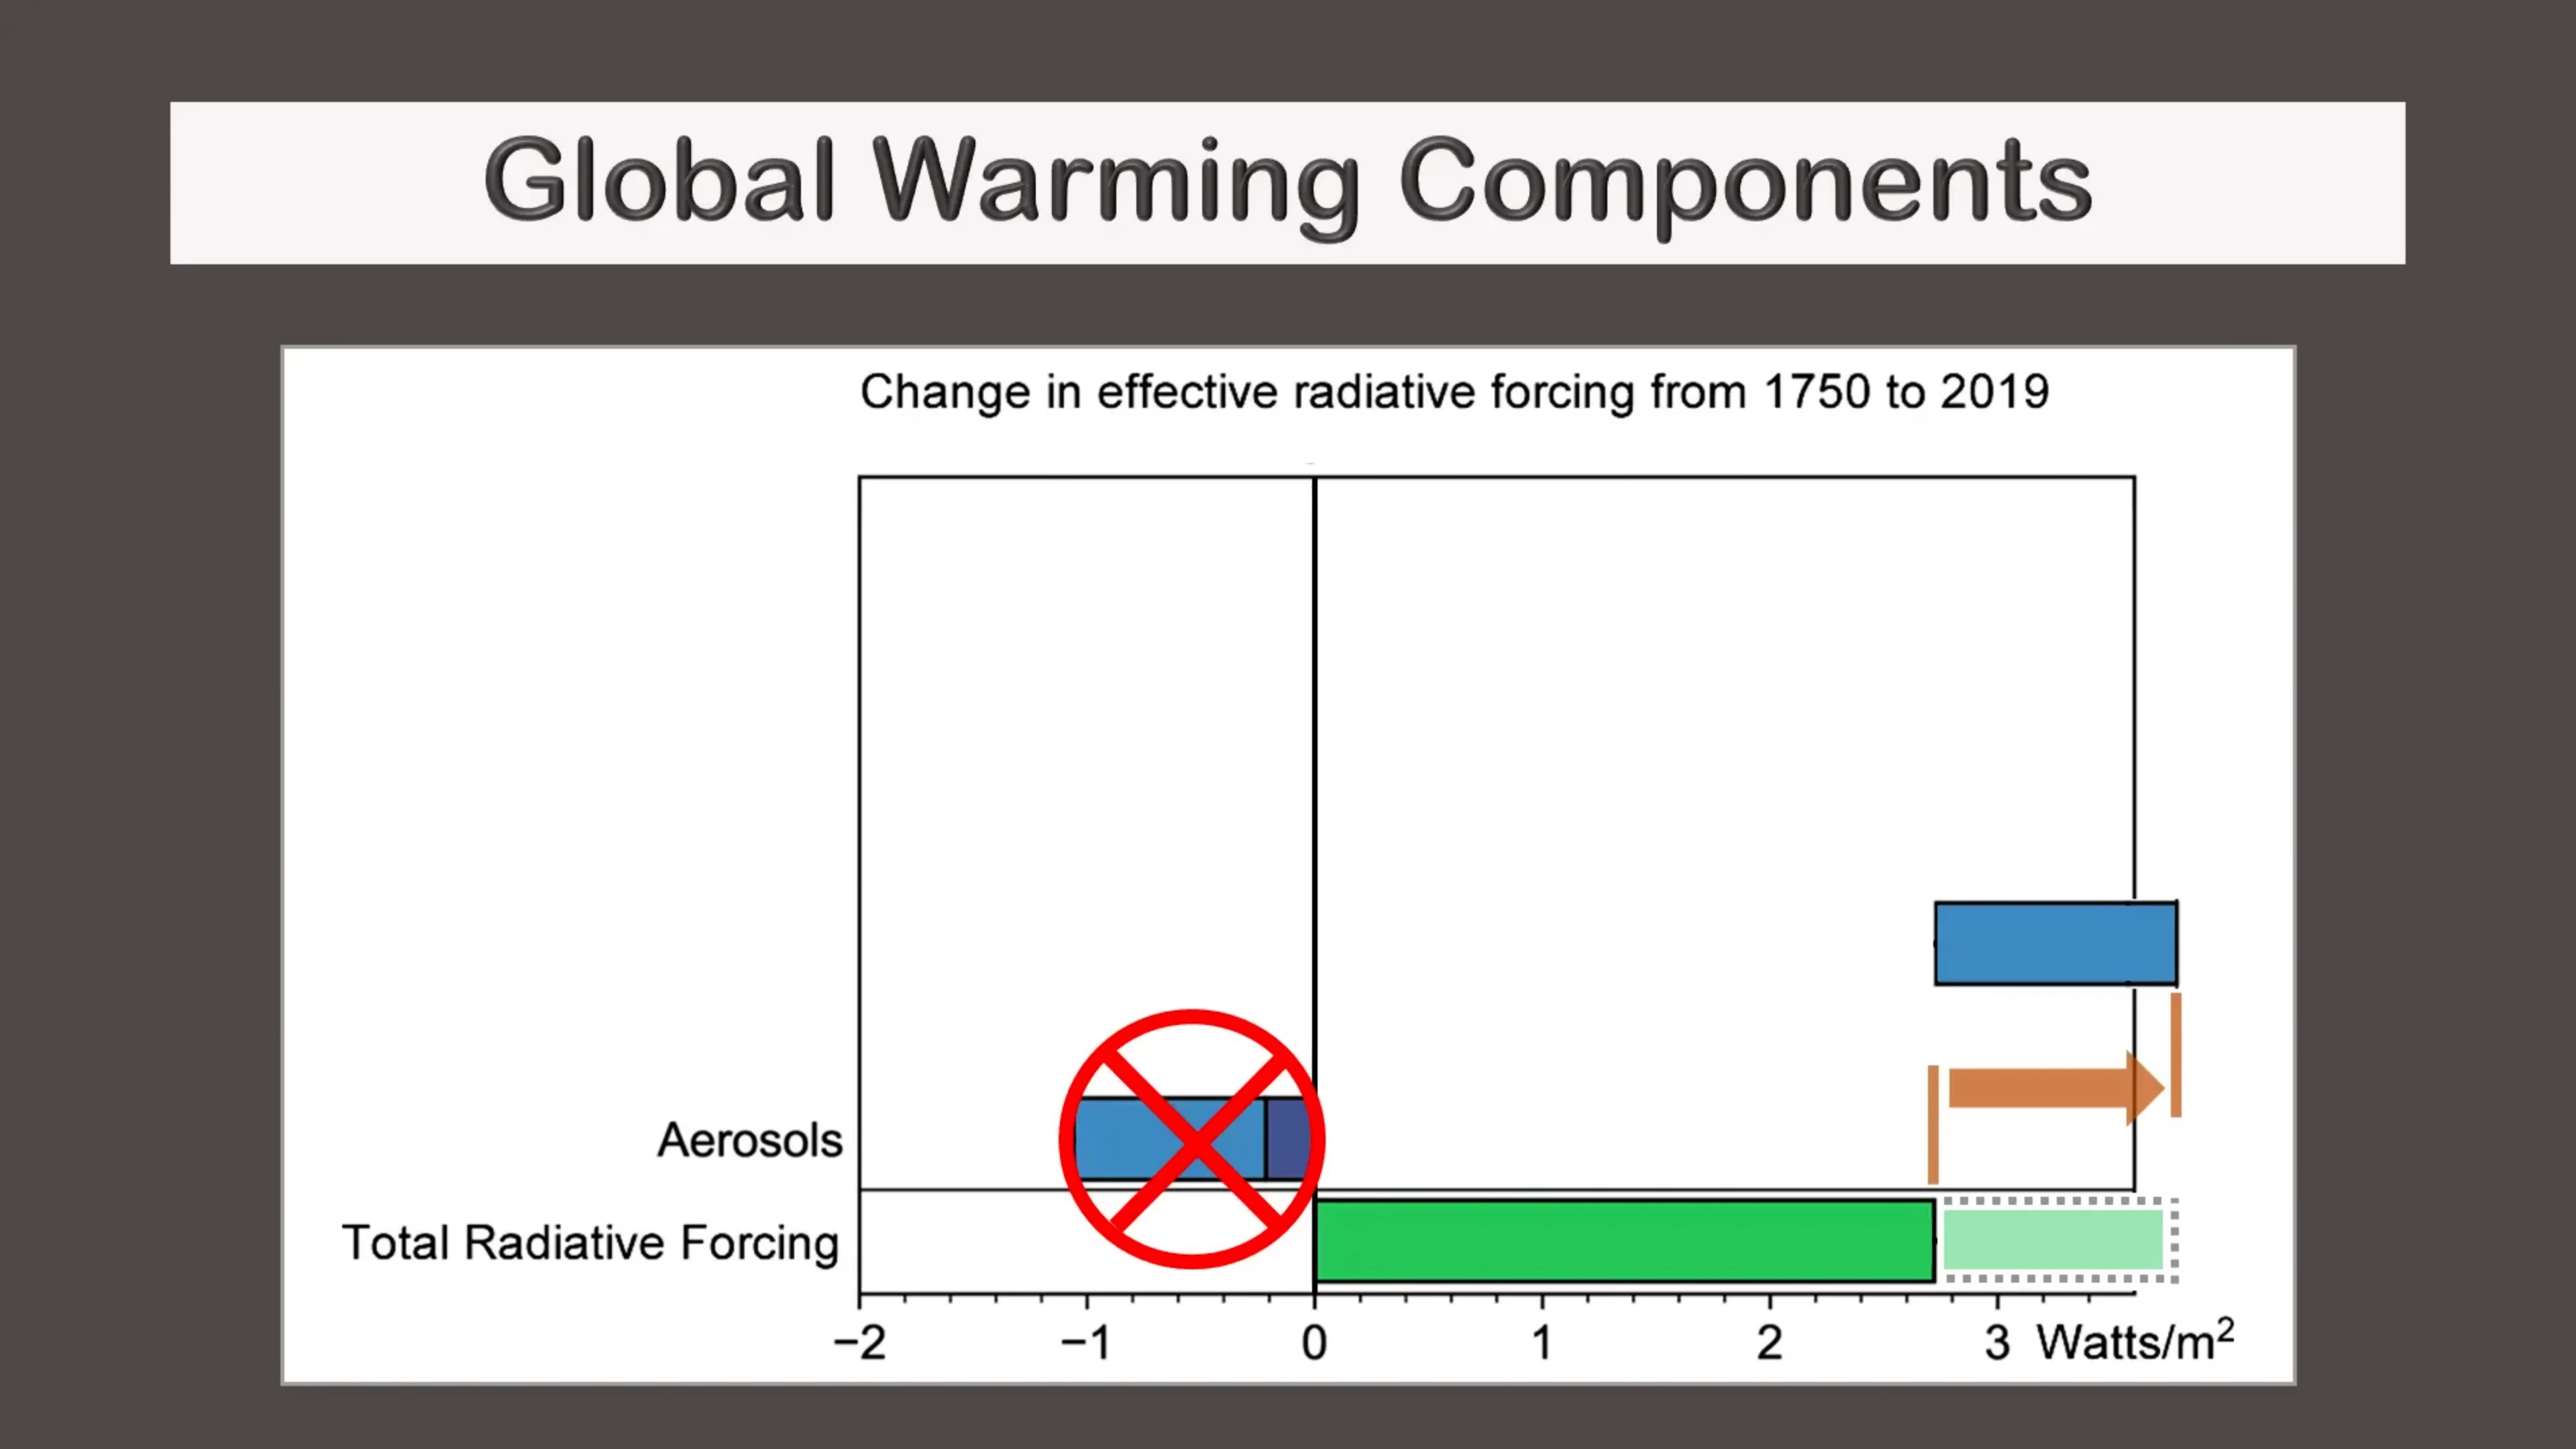 Global Warming Components
Change in effective radiative forcing from 1750 to 2019
Aerosols
Total Radiative Forcing
−2 −1 0 1 2 3 Watts/m²